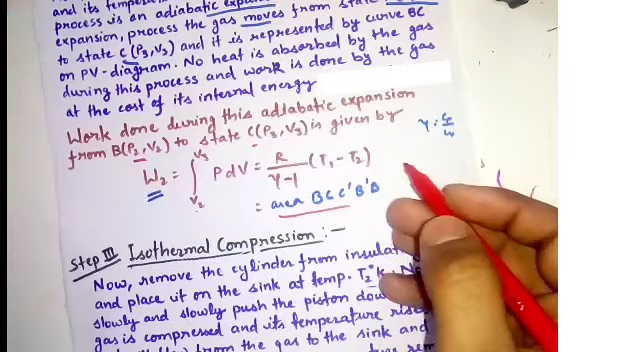 and its temper
process is an adiabatic expan
expansion, process the gas moves from state
to state C(P3,V3) and it is represented by curve BC
on PV-diagram. No heat is absorbed by the gas
during this process and work is done by the gas
at the cost of its internal energy
Work done during this adiabatic expansion
from B(P2,V2) to state C(P3,V3) is given by
γ = Cp/Cv
W2 = ∫V2V3 PdV = R/γ-1 (T1 - T2)
= area BCC'B'B
Step III Isothermal Compression:-
Now, remove the cylinder from insulat
and place it on the sink at temp. T2°K. No
slowly and slowly push the piston dow
gas is compressed and its temperature rise
from the gas to the sink and